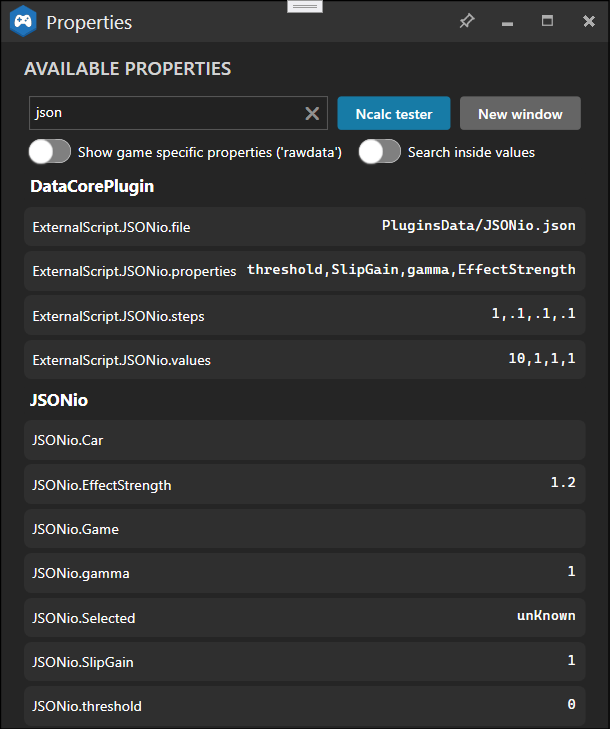 Properties
AVAILABLE PROPERTIES
json
Ncalc tester
New window
Show game specific properties ('rawdata')
Search inside values
DataCorePlugin
ExternalScript.JSONio.file PluginsData/JSONio.json
ExternalScript.JSONio.properties threshold,SlipGain,gamma,EffectStrength
ExternalScript.JSONio.steps 1,.1,.1,.1
ExternalScript.JSONio.values 10,1,1,1
JSONio
JSONio.Car
JSONio.EffectStrength 1.2
JSONio.Game
JSONio.gamma 1
JSONio.Selected unKnown
JSONio.SlipGain 1
JSONio.threshold 0